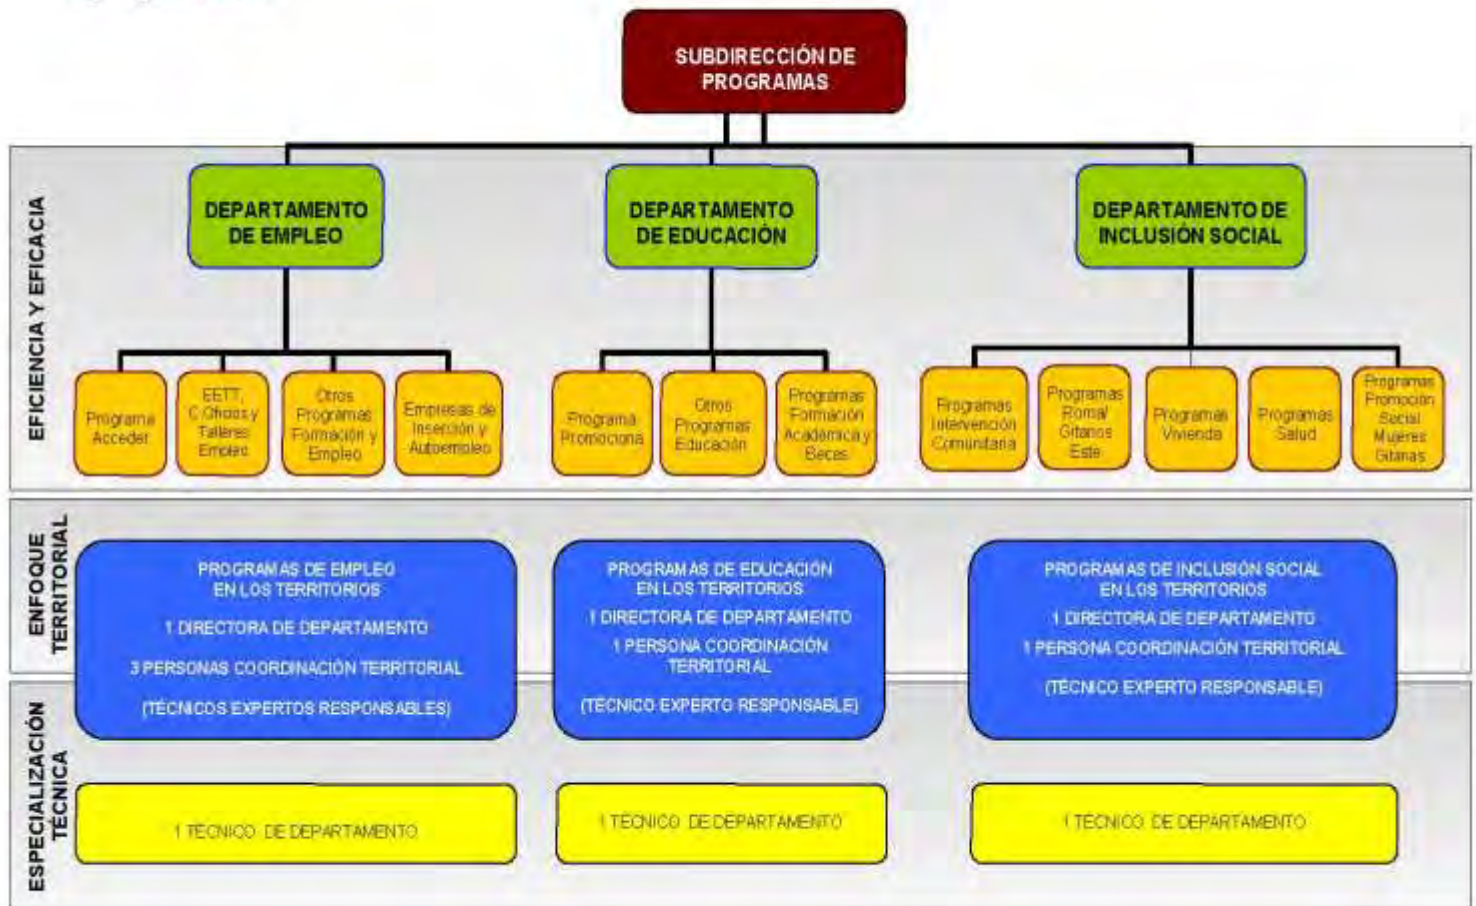 SUBDIRECCIÓN DE
PROGRAMAS
EFICIENCIA Y EFICACIA
DEPARTAMENTO
DE EMPLEO
DEPARTAMENTO
DE EDUCACIÓN
DEPARTAMENTO DE
INCLUSIÓN SOCIAL
Programa
Acceder
EETT,
C.Oficios y
Talleres
Empleo
Otros
Programas
Formación y
Empleo
Empresas de
Inserción y
Autoempleo
Programa
Promociona
Otros
Programas
Educación
Programas
Formación
Académica y
Becas
Programas
Intervención
Comunitaria
Programas
Roma/
Gitanos
Este
Programas
Vivienda
Programas
Salud
Programas
Promoción
Social
Mujeres
Gitanas
ENFOQUE
TERRITORIAL
PROGRAMAS DE EMPLEO
EN LOS TERRITORIOS
1 DIRECTORA DE DEPARTAMENTO
3 PERSONAS COORDINACIÓN TERRITORIAL
(TÉCNICOS EXPERTOS RESPONSABLES)
PROGRAMAS DE EDUCACIÓN
EN LOS TERRITORIOS
1 DIRECTORA DE DEPARTAMENTO
1 PERSONA COORDINACIÓN
TERRITORIAL
(TÉCNICO EXPERTO RESPONSABLE)
PROGRAMAS DE INCLUSIÓN SOCIAL
EN LOS TERRITORIOS
1 DIRECTORA DE DEPARTAMENTO
1 PERSONA COORDINACIÓN TERRITORIAL
(TÉCNICO EXPERTO RESPONSABLE)
ESPECIALIZACIÓN
TÉCNICA
1 TÉCNICO DE DEPARTAMENTO
1 TÉCNICO DE DEPARTAMENTO
1 TÉCNICO DE DEPARTAMENTO